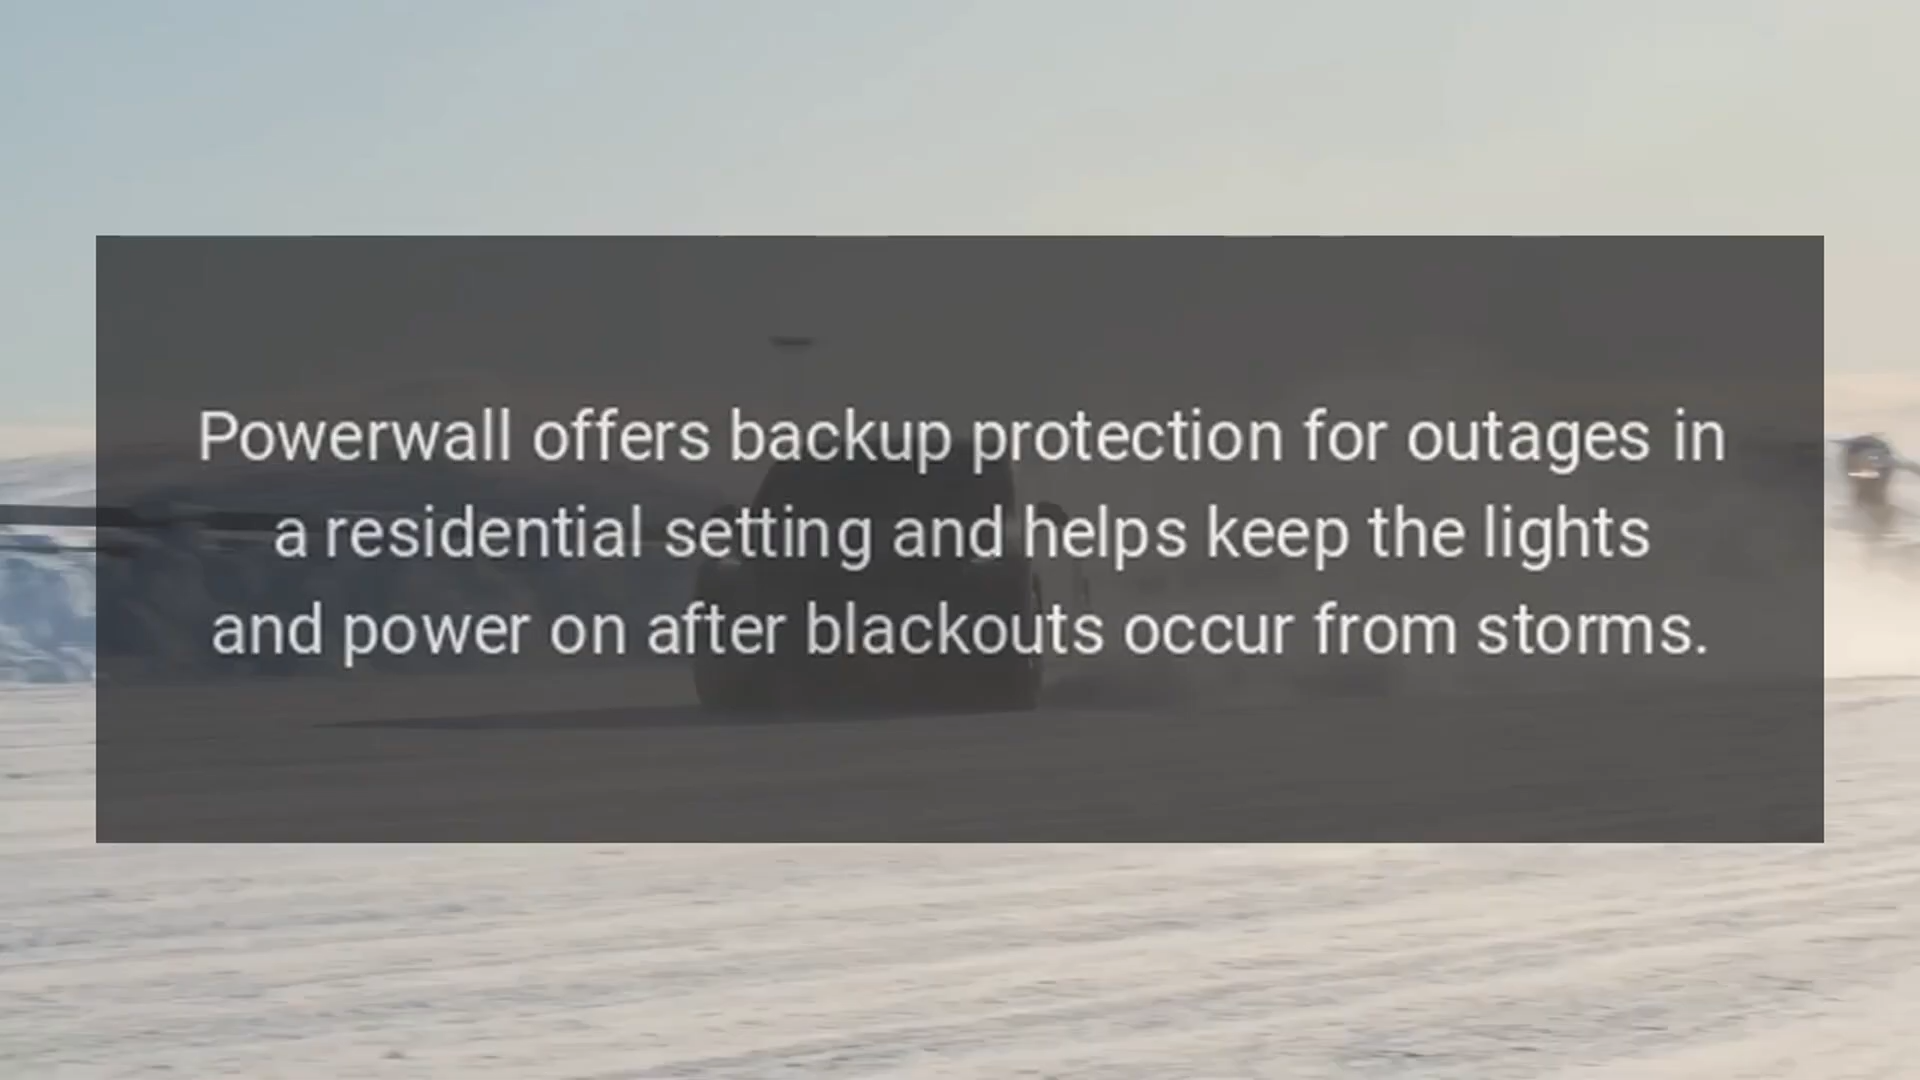 Powerwall offers backup protection for outages in
a residential setting and helps keep the lights
and power on after blackouts occur from storms.